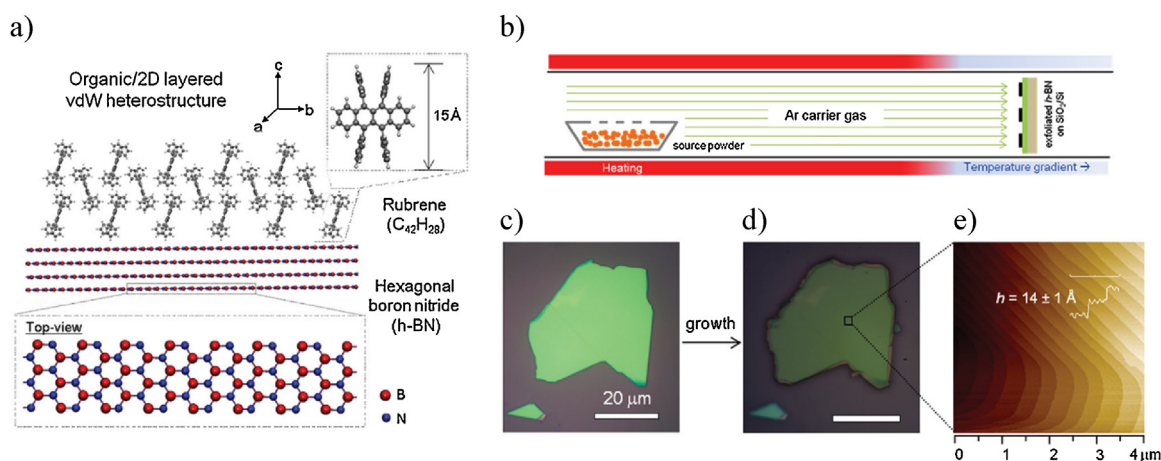 a)
Organic/2D layered
vdW heterostructure
c
b
a
15Å
Rubrene
(C₄₂H₂₈)
Hexagonal
boron nitride
(h-BN)
Top-view
B
N
b)
Ar carrier gas
source powder
exfoliated h-BN
on SiO₂/Si
Heating
Temperature gradient →
c)
20 μm
growth
d)
e)
h = 14 ± 1 Å
0 1 2 3 4 μm